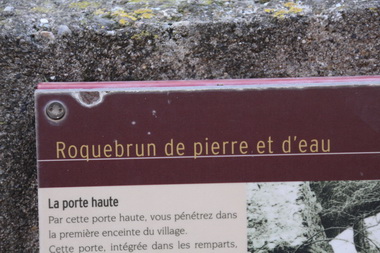 Roquebrun de pierre et d'eau
La porte haute
Par cette porte haute, vous pénétrez dans
la première enceinte du village.
Cette porte, intégrée dans les remparts,